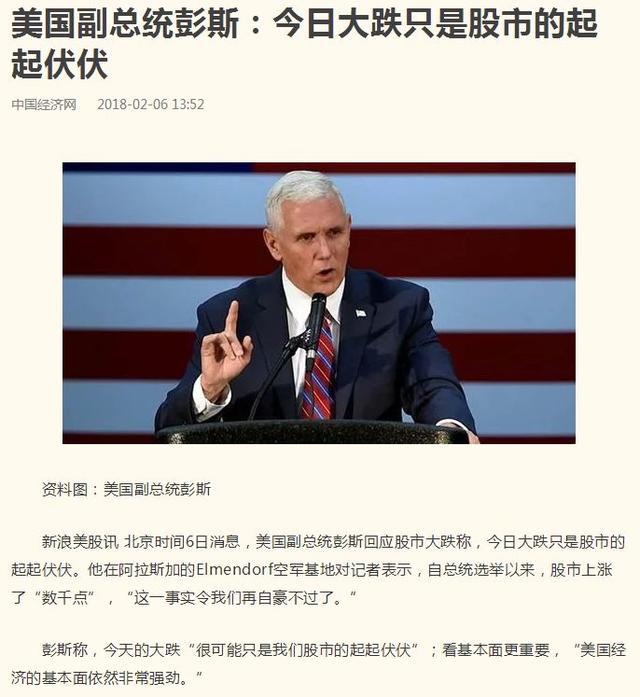 美国副总统彭斯：今日大跌只是股市的起
起伏伏
中国经济网 2018-02-06 13:52
资料图：美国副总统彭斯
新浪美股讯 北京时间6日消息，美国副总统彭斯回应股市大跌称，今日大跌只是股市的
起起伏伏。他在阿拉斯加的Elmendorf空军基地对记者表示，自总统选举以来，股市上涨
了“数千点”，“这一事实令我们再自豪不过了。“
彭斯称，今天的大跌“很可能只是我们股市的起起伏伏”；看基本面更重要，“美国经
济的基本面依然非常强劲。“